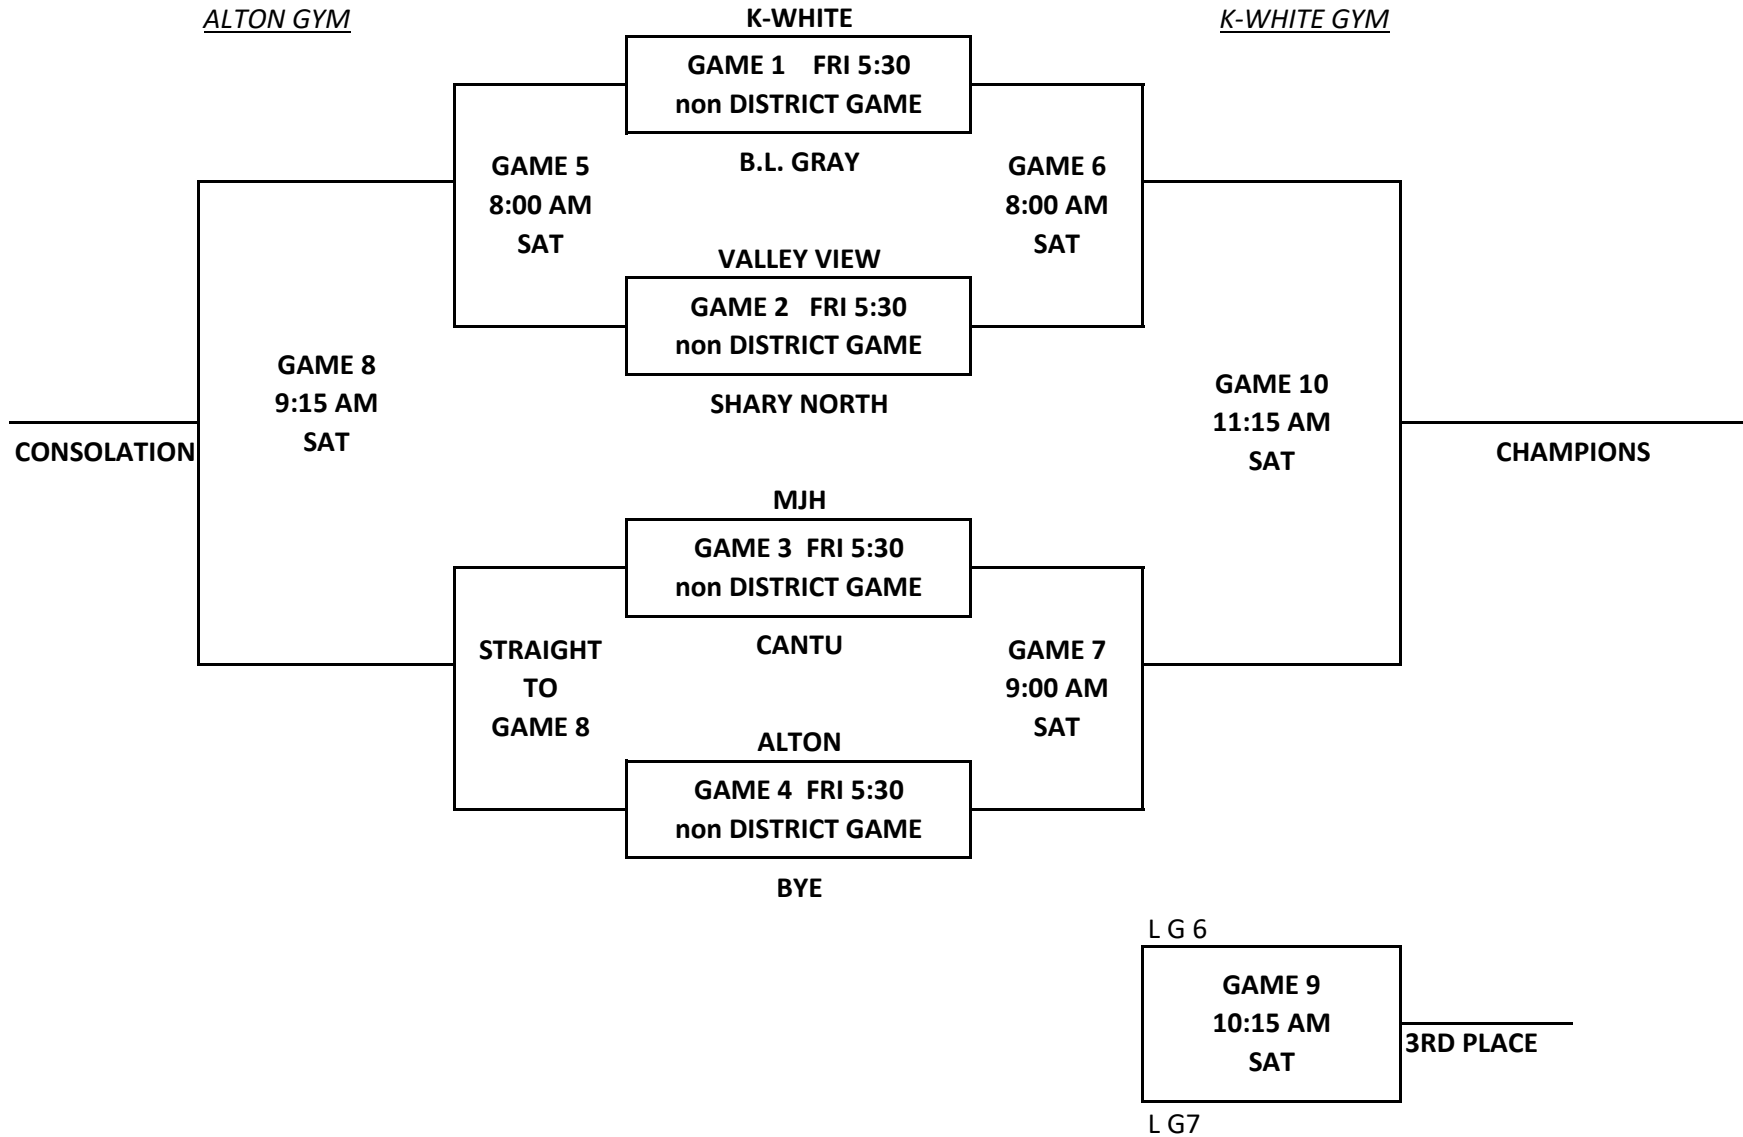 ALTON GYM
K-WHITE
K-WHITE GYM
GAME 1 FRI 5:30
non DISTRICT GAME
B.L. GRAY
GAME 5
8:00 AM
SAT
GAME 6
8:00 AM
SAT
VALLEY VIEW
GAME 2 FRI 5:30
non DISTRICT GAME
SHARY NORTH
GAME 8
9:15 AM
SAT
GAME 10
11:15 AM
SAT
CONSOLATION
CHAMPIONS
MJH
GAME 3 FRI 5:30
non DISTRICT GAME
CANTU
STRAIGHT
TO
GAME 8
GAME 7
9:00 AM
SAT
ALTON
GAME 4 FRI 5:30
non DISTRICT GAME
BYE
L G 6
GAME 9
10:15 AM
SAT
3RD PLACE
L G7